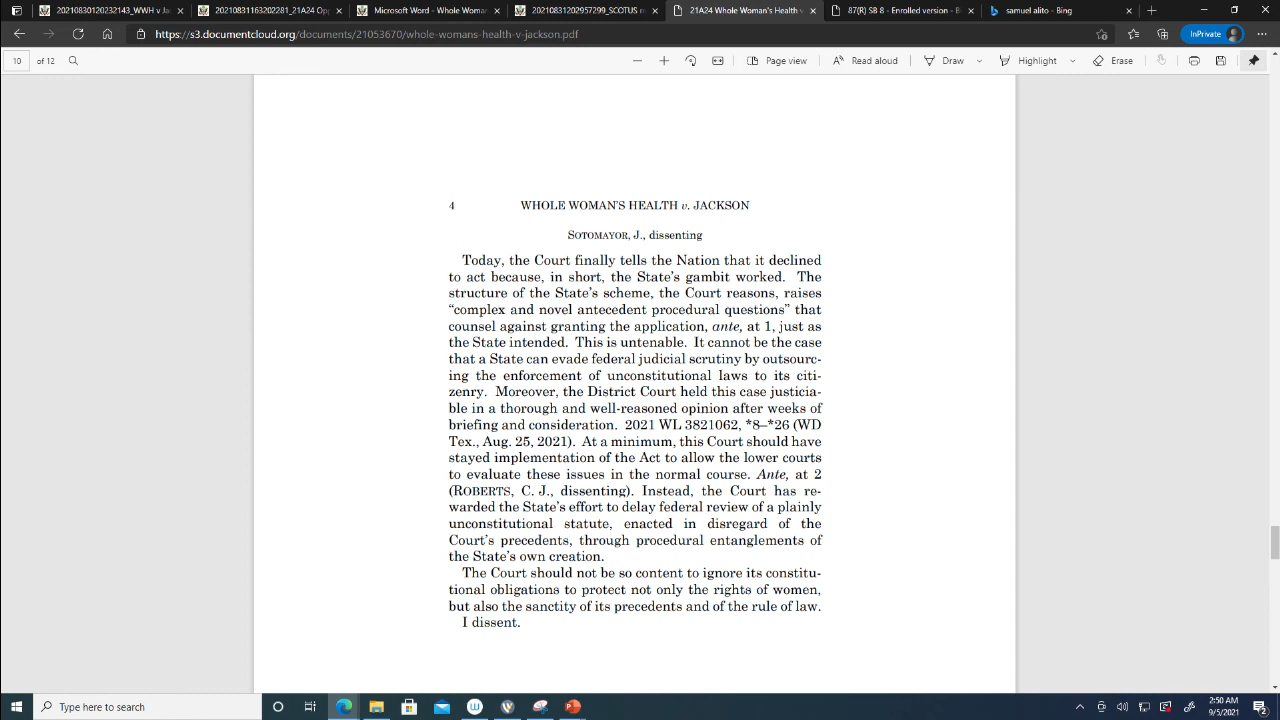 20210830120232143_WWH v Ja
20210831163202281_21A24 Opp
Microsoft Word - Whole Woman
20210831202957299_SCOTUS m
21A24 Whole Woman's Health v
87(R) SB 8 - Enrolled version - B
samuel alito - Bing
https://s3.documentcloud.org/documents/21053670/whole-womans-health-v-jackson.pdf
InPrivate
10 of 12
Page view
Read aloud
Draw
Highlight
Erase
4 WHOLE WOMAN'S HEALTH v. JACKSON
SOTOMAYOR, J., dissenting
Today, the Court finally tells the Nation that it declined
to act because, in short, the State's gambit worked. The
structure of the State's scheme, the Court reasons, raises
“complex and novel antecedent procedural questions” that
counsel against granting the application, ante, at 1, just as
the State intended. This is untenable. It cannot be the case
that a State can evade federal judicial scrutiny by outsourc-
ing the enforcement of unconstitutional laws to its citi-
zenry. Moreover, the District Court held this case justicia-
ble in a thorough and well-reasoned opinion after weeks of
briefing and consideration. 2021 WL 3821062, *8–*26 (WD
Tex., Aug. 25, 2021). At a minimum, this Court should have
stayed implementation of the Act to allow the lower courts
to evaluate these issues in the normal course. Ante, at 2
(ROBERTS, C. J., dissenting). Instead, the Court has re-
warded the State's effort to delay federal review of a plainly
unconstitutional statute, enacted in disregard of the
Court's precedents, through procedural entanglements of
the State's own creation.
The Court should not be so content to ignore its constitu-
tional obligations to protect not only the rights of women,
but also the sanctity of its precedents and of the rule of law.
I dissent.
Type here to search
2:50 AM
9/5/2021
2